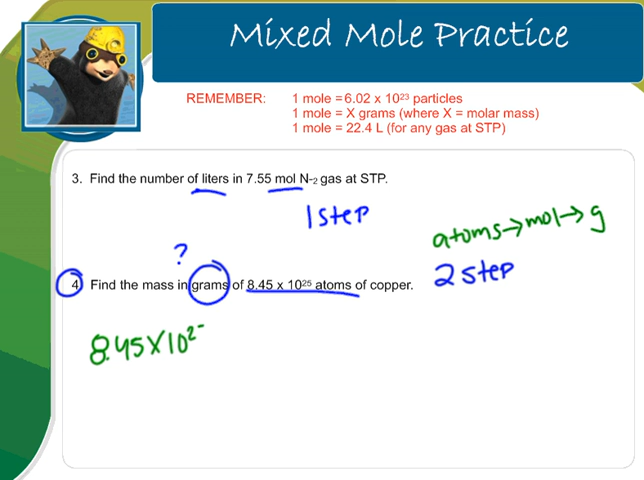 Mixed Mole Practice
REMEMBER: 1 mole = 6.02 x 10²³ particles
1 mole = X grams (where X = molar mass)
1 mole = 22.4 L (for any gas at STP)
3. Find the number of liters in 7.55 mol N-₂ gas at STP.
1 step
atoms→mol→g
?
4. Find the mass in grams of 8.45 x 10²⁵ atoms of copper.
2 step
8.45X10²⁻